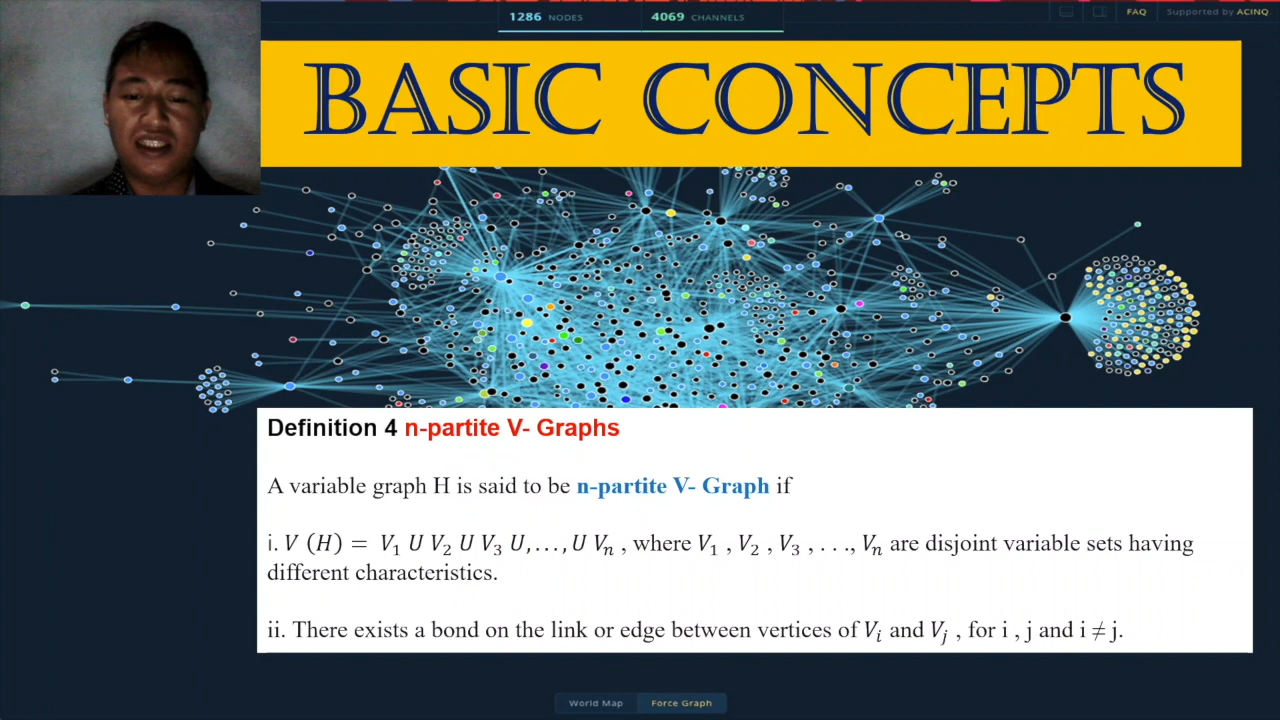 1286 NODES 4069 CHANNELS FAQ Supported by ACINQ.
BASIC CONCEPTS
Definition 4 n-partite V- Graphs
A variable graph H is said to be n-partite V- Graph if
i. V (H) = V₁ U V₂ U V₃ U,...,U Vₙ , where V₁ , V₂ , V₃ , . . ., Vₙ are disjoint variable sets having
different characteristics.
ii. There exists a bond on the link or edge between vertices of Vᵢ and Vⱼ , for i , j and i ≠ j.
World Map Force Graph